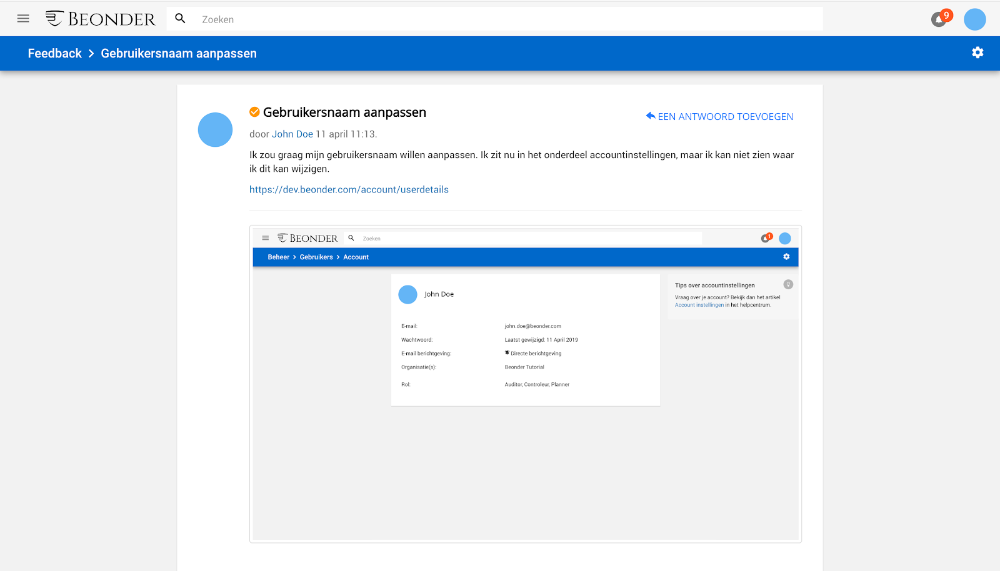 BEONDER
Zoeken
9
Feedback > Gebruikersnaam aanpassen
Gebruikersnaam aanpassen
EEN ANTWOORD TOEVOEGEN
door John Doe 11 april 11:13.
Ik zou graag mijn gebruikersnaam willen aanpassen. Ik zit nu in het onderdeel accountinstellingen, maar ik kan niet zien waar
ik dit kan wijzigen.
https://dev.beonder.com/account/userdetails
BEONDER
Zoeken
1
Beheer > Gebruikers > Account
John Doe
E-mail: john.doe@beonder.com
Wachtwoord: Laatst gewijzigd: 11 April 2019
E-mail berichtgeving: Directe berichtgeving
Organisatie(s): Beonder Tutorial
Rol: Auditor, Controleur, Planner
Tips over accountinstellingen
Vraag over je account? Bekijk dan het artikel
Account instellingen in het helpcentrum.